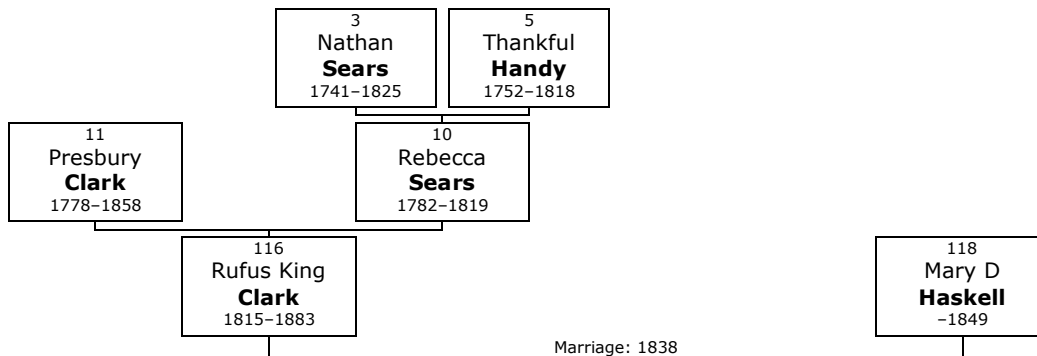 3
Nathan
Sears
1741–1825
5
Thankful
Handy
1752–1818
11
Presbury
Clark
1778–1858
10
Rebecca
Sears
1782–1819
116
Rufus King
Clark
1815–1883
118
Mary D
Haskell
–1849
Marriage: 1838